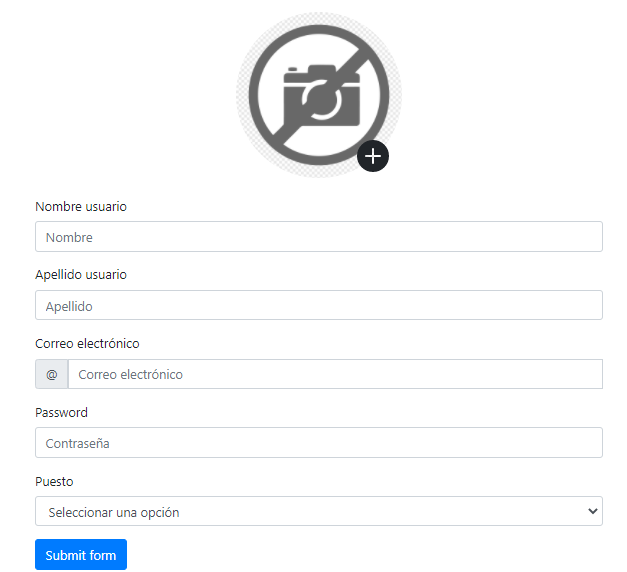 Nombre usuario
Nombre
Apellido usuario
Apellido
Correo electrónico
@ Correo electrónico
Password
Contraseña
Puesto
Seleccionar una opción
Submit form